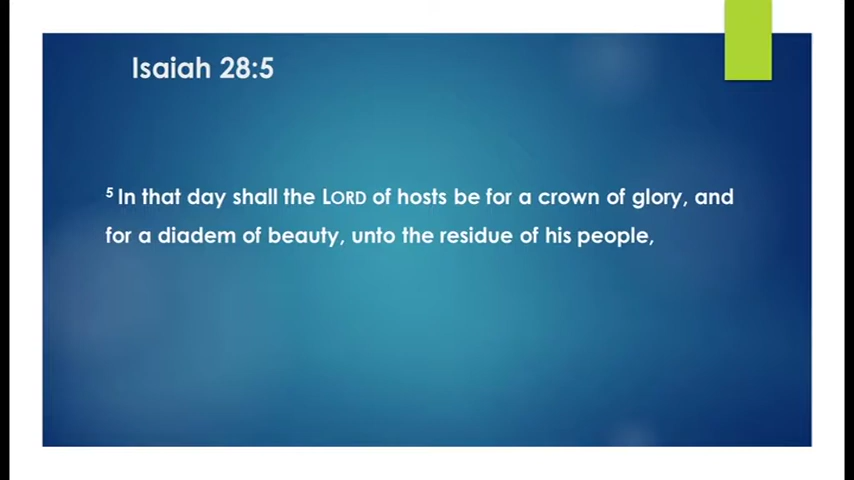 Isaiah 28:5
5 In that day shall the LORD of hosts be for a crown of glory, and
for a diadem of beauty, unto the residue of his people,